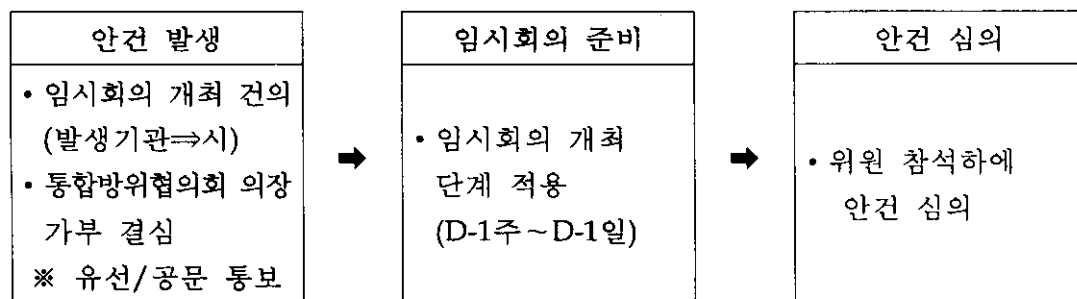 안건 발생
• 임시회의 개최 건의
(발생기관⇒시)
• 통합방위협의회 의장
가부 결심
※ 유선/공문 통보
➡
임시회의 준비
• 임시회의 개최
단계 적용
(D-1주~D-1일)
➡
안건 심의
• 위원 참석하에
안건 심의